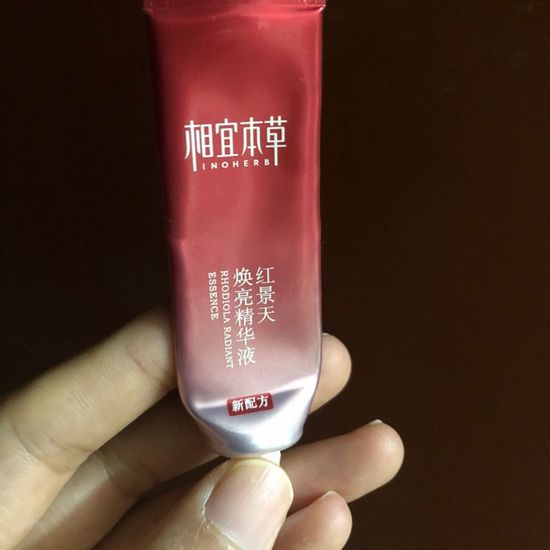 相宜本草
INOHERB
红景天
焕亮精华液
RHODIOLA RADIANT
ESSENCE
新配方